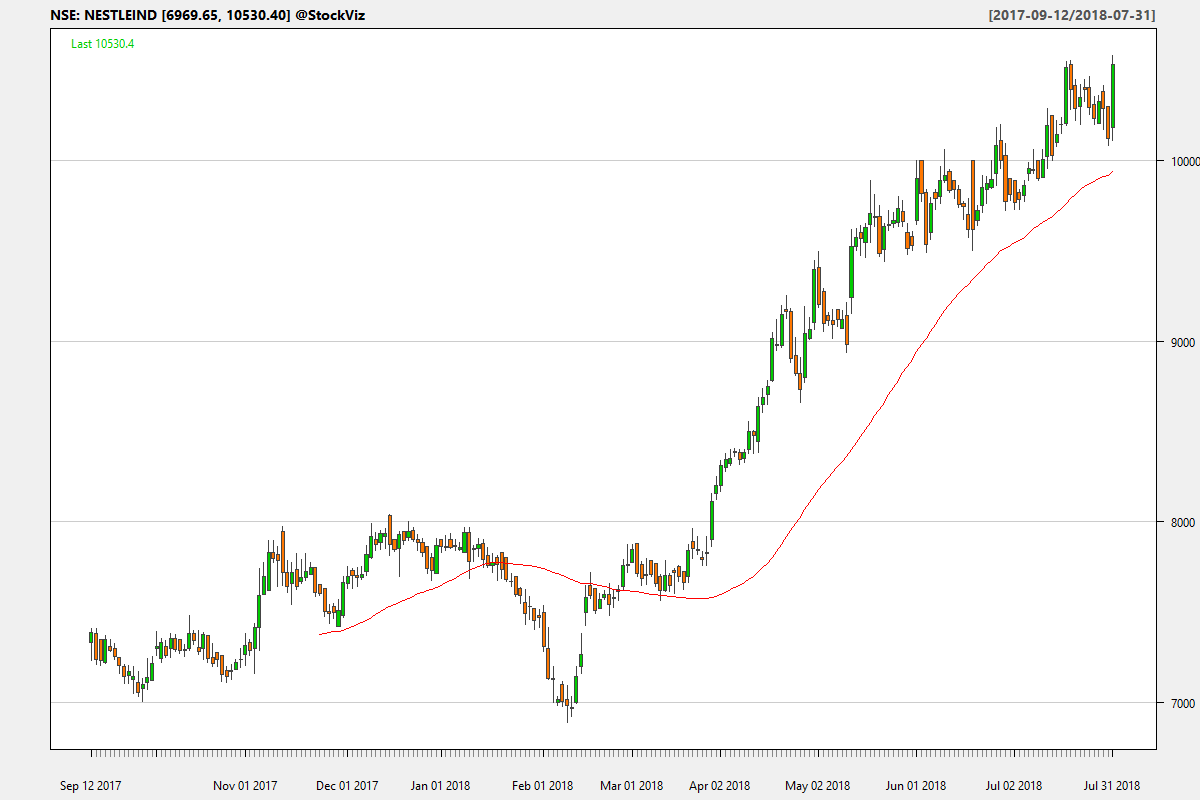 NSE: NESTLEIND [6969.65, 10530.40] @StockViz
[2017-09-12/2018-07-31]
Last 10530.4
10000
9000
8000
7000
Sep 12 2017 Nov 01 2017 Dec 01 2017 Jan 01 2018 Feb 01 2018 Mar 01 2018 Apr 02 2018 May 02 2018 Jun 01 2018 Jul 02 2018 Jul 31 2018